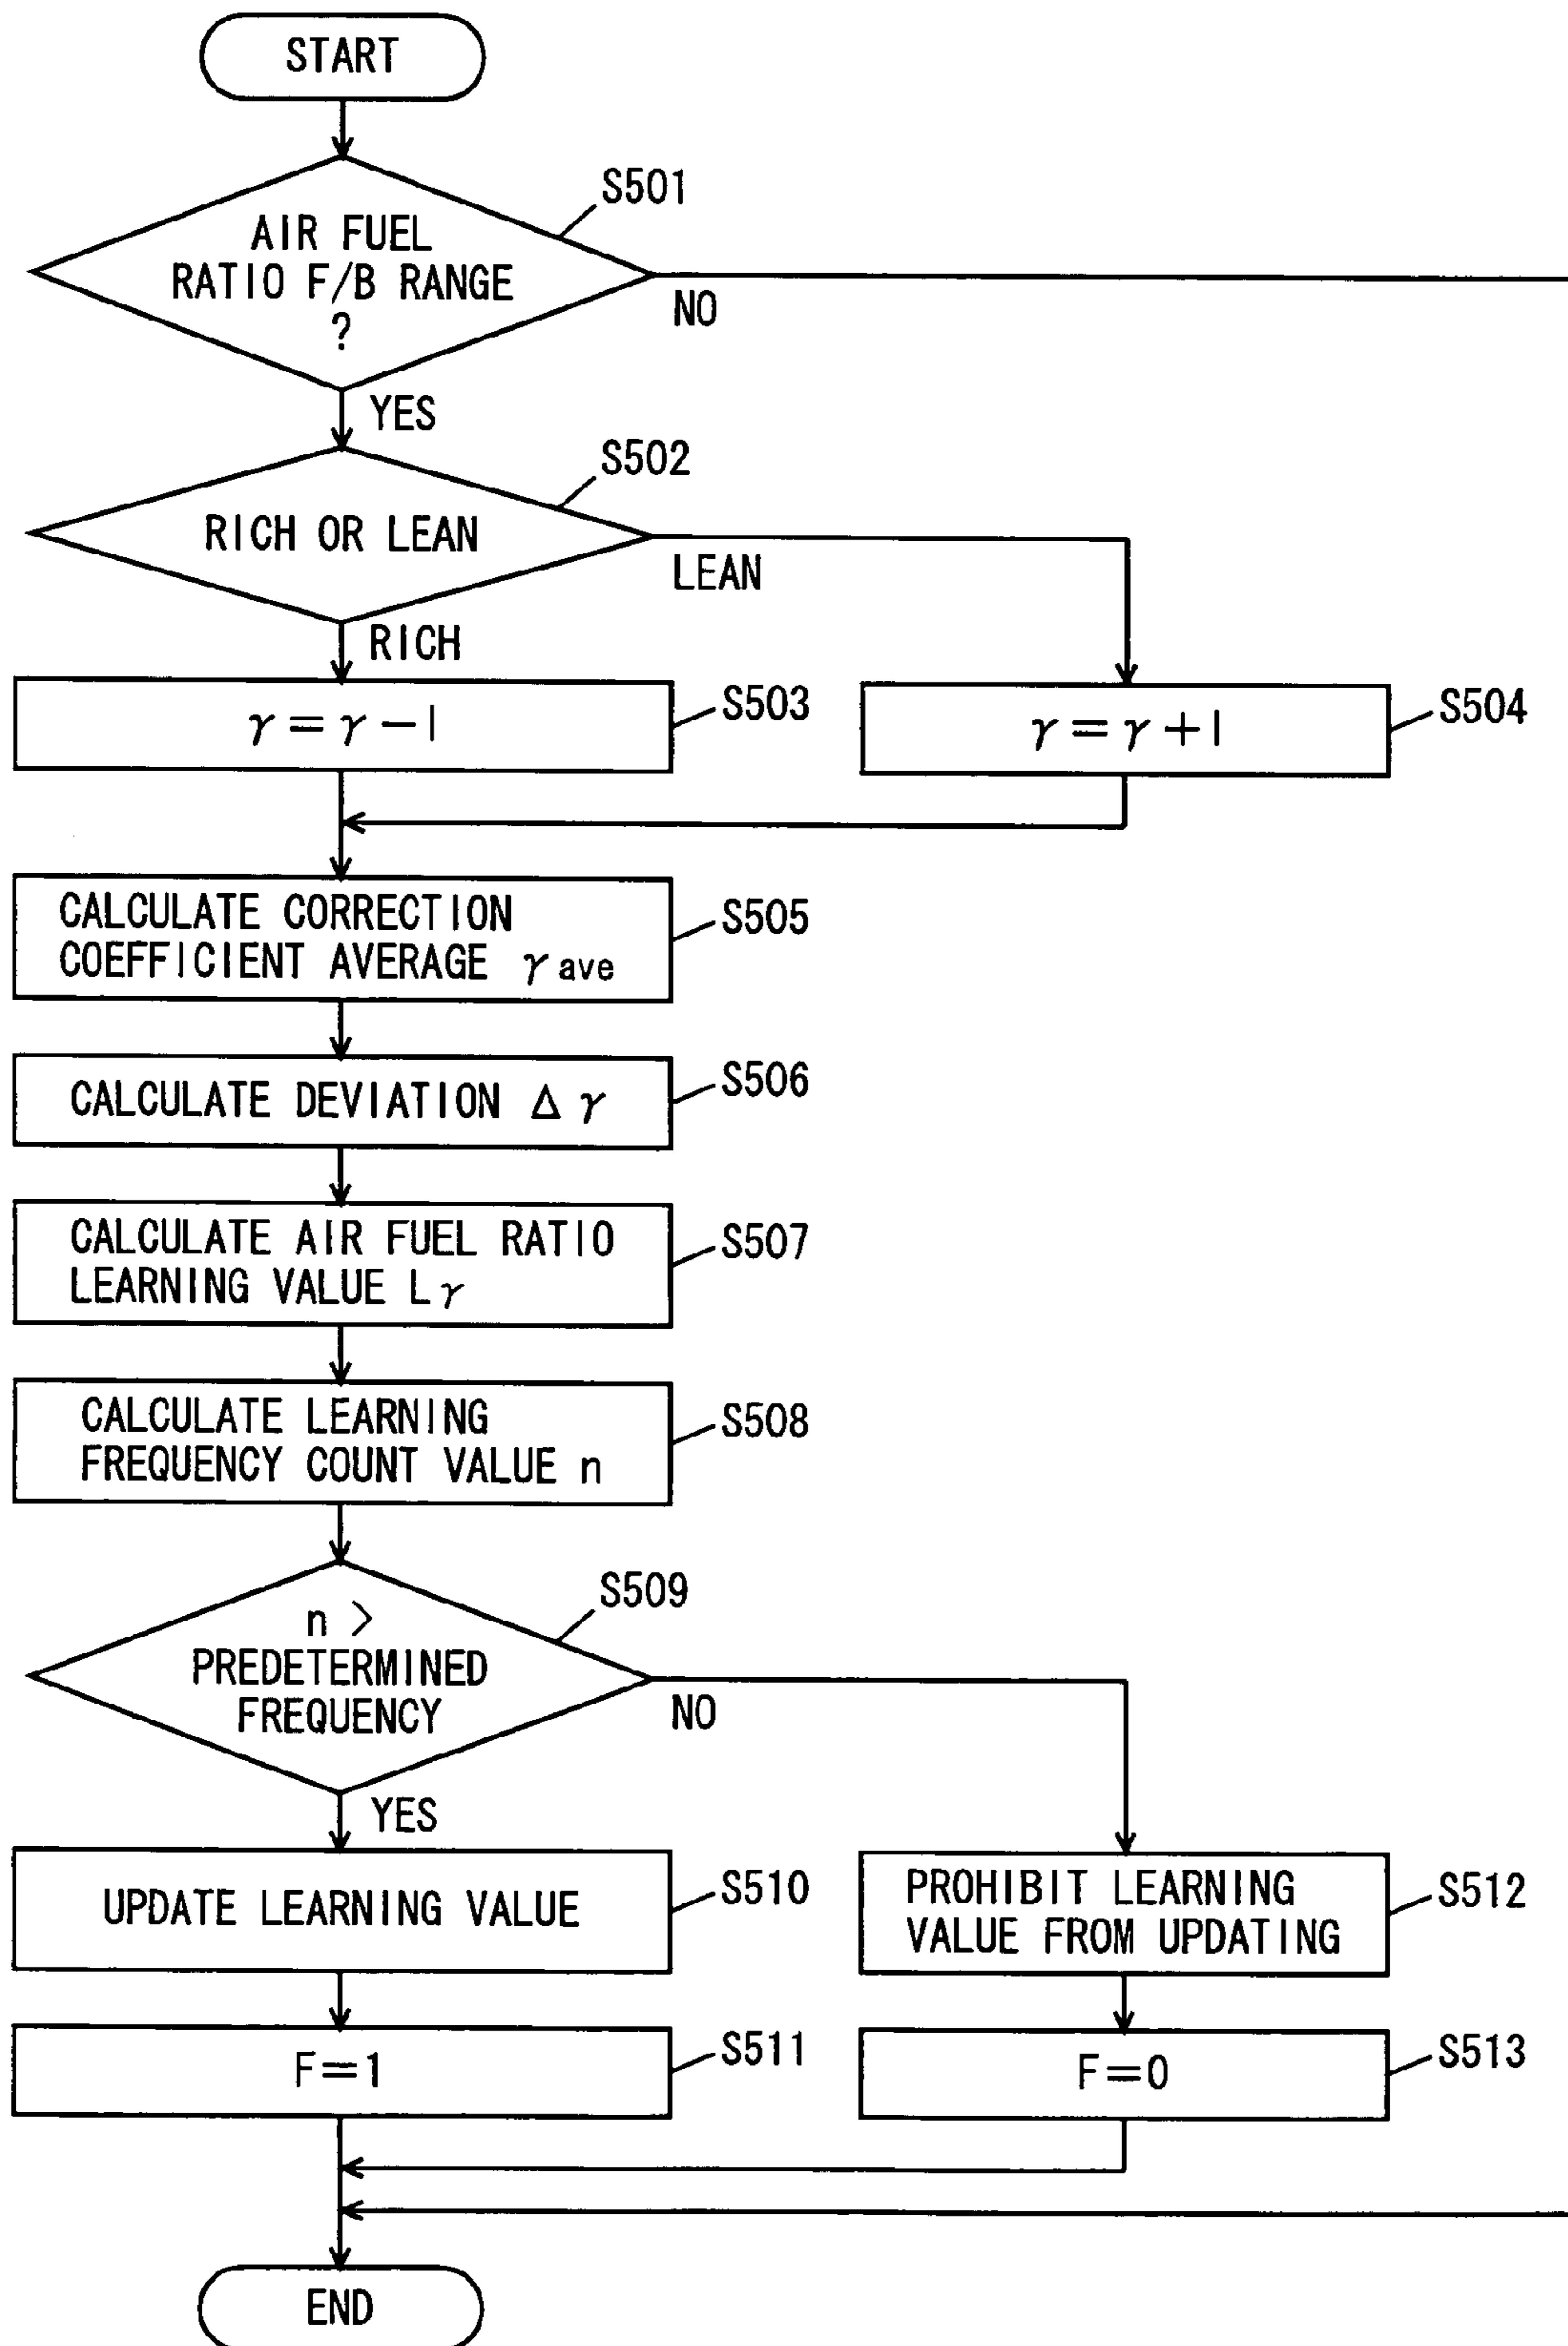 START
S501
AIR FUEL
RATIO F/B RANGE
?
NO
YES
S502
RICH OR LEAN
LEAN
RICH
γ=γ-1
S503
γ=γ+1
S504
CALCULATE CORRECTION
COEFFICIENT AVERAGE γave
S505
CALCULATE DEVIATION Δγ
S506
CALCULATE AIR FUEL RATIO
LEARNING VALUE Lγ
S507
CALCULATE LEARNING
FREQUENCY COUNT VALUE n
S508
S509
n >
PREDETERMINED
FREQUENCY
NO
YES
UPDATE LEARNING VALUE
S510
PROHIBIT LEARNING
VALUE FROM UPDATING
S512
F=1
S511
F=0
S513
END